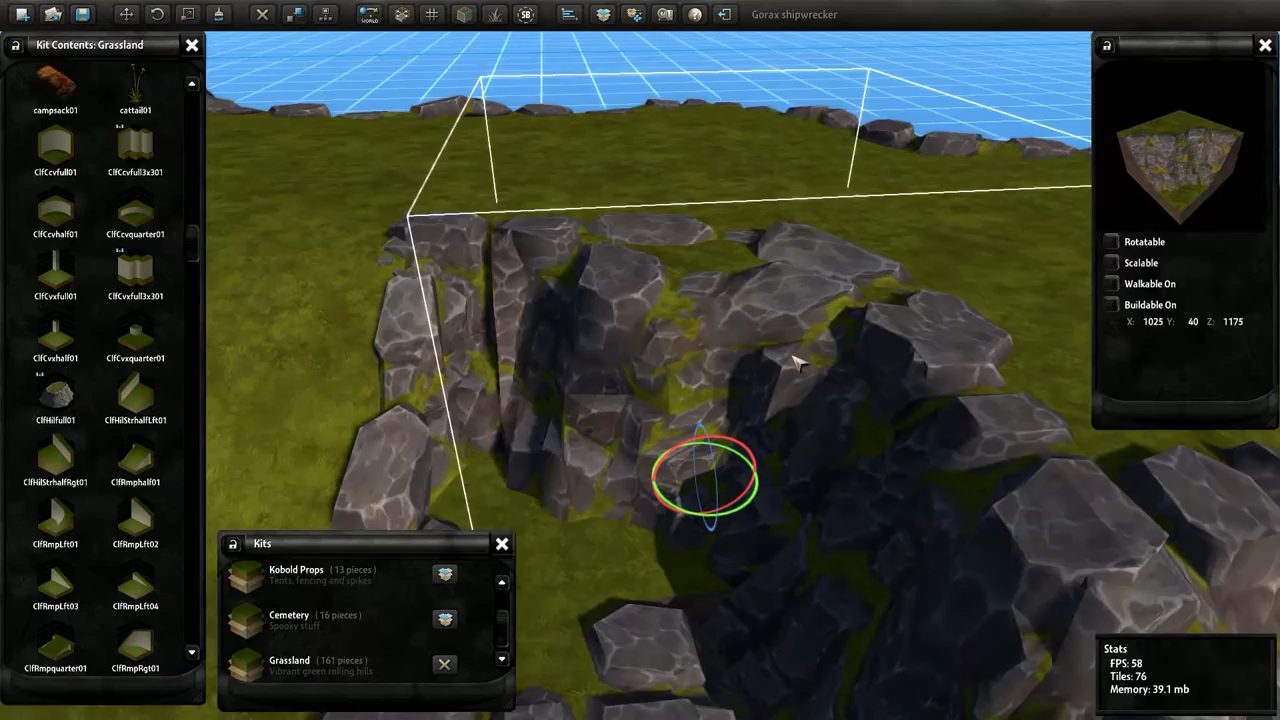 WORLD
5B
Gorax shipwrecker
Kit Contents: Grassland
campsack01
cattail01
ClfCcvfull01
ClfCcvfull3x301
ClfCcvhalf01
ClfCcvquarter01
ClfCvxfull01
ClfCvxfull3x301
ClfCvxhalf01
ClfCvxquarter01
ClfHilfull01
ClfHilStrhalfLft01
ClfHilStrhalfRgt01
ClfRmphalf01
ClfRmpLft01
ClfRmpLft02
ClfRmpLft03
ClfRmpLft04
ClfRmpquarter01
ClfRmpRgt01
Kits
Kobold Props (13 pieces)
Tents, fencing and spikes
Cemetery (16 pieces)
Spooky stuff
Grassland (161 pieces)
Vibrant green rolling hills
Rotatable
Scalable
Walkable On
Buildable On
X: 1025 Y: 40 Z: 1175
Stats
FPS: 58
Tiles: 76
Memory: 39.1 mb